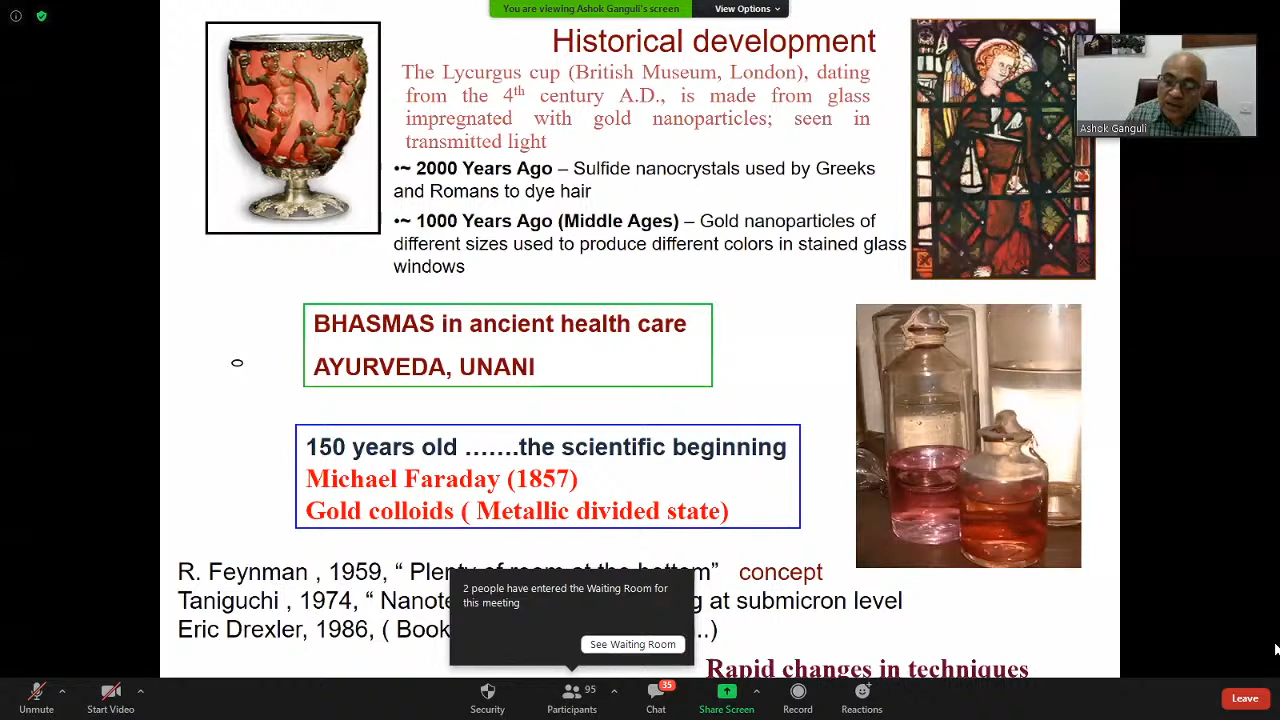 You are viewing Ashok Ganguli's screen
View Options
Historical development
The Lycurgus cup (British Museum, London), dating
from the 4th century A.D., is made from glass
impregnated with gold nanoparticles; seen in
transmitted light
•~ 2000 Years Ago – Sulfide nanocrystals used by Greeks
and Romans to dye hair
•~ 1000 Years Ago (Middle Ages) – Gold nanoparticles of
different sizes used to produce different colors in stained glass
windows
Ashok Ganguli
BHASMAS in ancient health care
AYURVEDA, UNANI
150 years old …….the scientific beginning
Michael Faraday (1857)
Gold colloids ( Metallic divided state)
R. Feynman , 1959, “ Plenty of room at the bottom” concept
Taniguchi , 1974, “ at submicron level
Eric Drexler, 1986, ( Book ..)
2 people have entered the Waiting Room for
this meeting
See Waiting Room
Rapid changes in techniques
Unmute
Start Video
Security
95
Participants
35
Chat
Share Screen
Record
Reactions
Leave